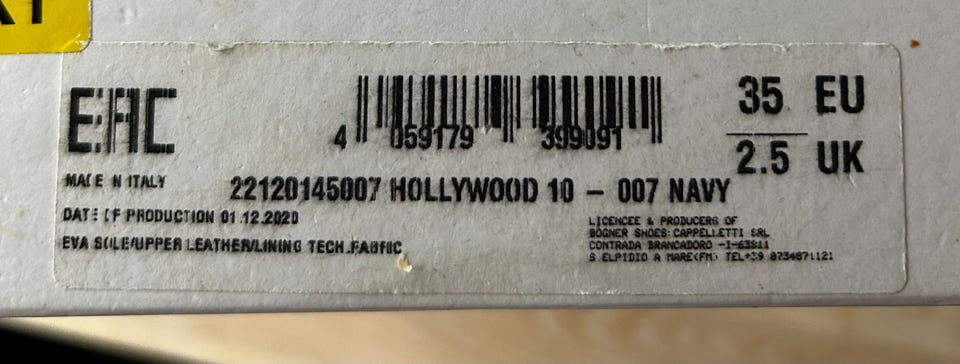 EAC
4 059179 399091
35 EU
2.5 UK
MADE IN ITALY
22120145007 HOLLYWOOD 10 - 007 NAVY
DATE OF PRODUCTION 01.12.2020
EVA SOLE/UPPER LEATHER/LINING TECH.FABRIC
LICENCEE & PRODUCERS OF
BOGNER SHOES: CAPPELLETTI SRL
CONTRADA BRANCADORO -I-63811
S ELPIDIO A MARE(FM) TEL+39 0734871121